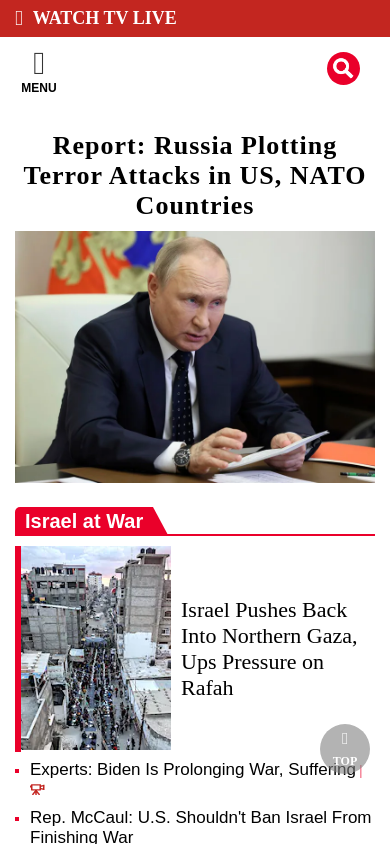 WATCH TV LIVE
MENU
Report: Russia Plotting
Terror Attacks in US, NATO
Countries
Israel at War
Israel Pushes Back
Into Northern Gaza,
Ups Pressure on
Rafah
TOP
Experts: Biden Is Prolonging War, Suffering |
Rep. McCaul: U.S. Shouldn't Ban Israel From
Finishing War